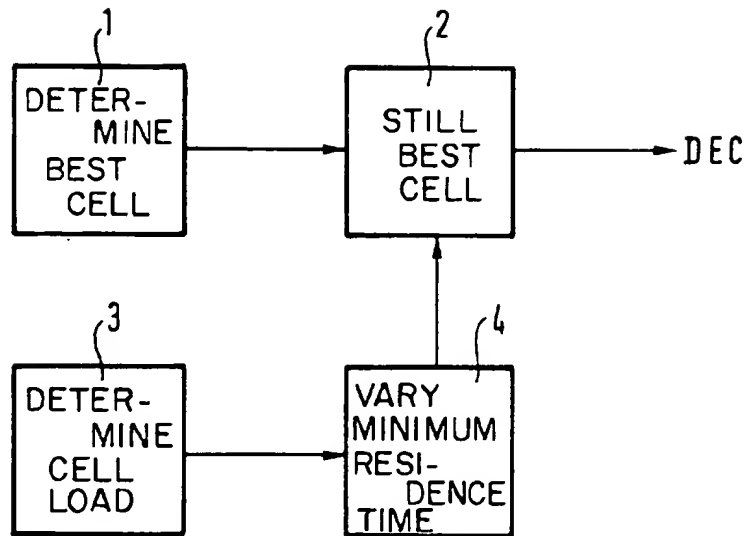 1
DETER-
MINE
BEST
CELL
2
STILL
BEST
CELL
DEC
3
DETER-
MINE
CELL
LOAD
4
VARY
MINIMUM
RESI-
DENCE
TIME